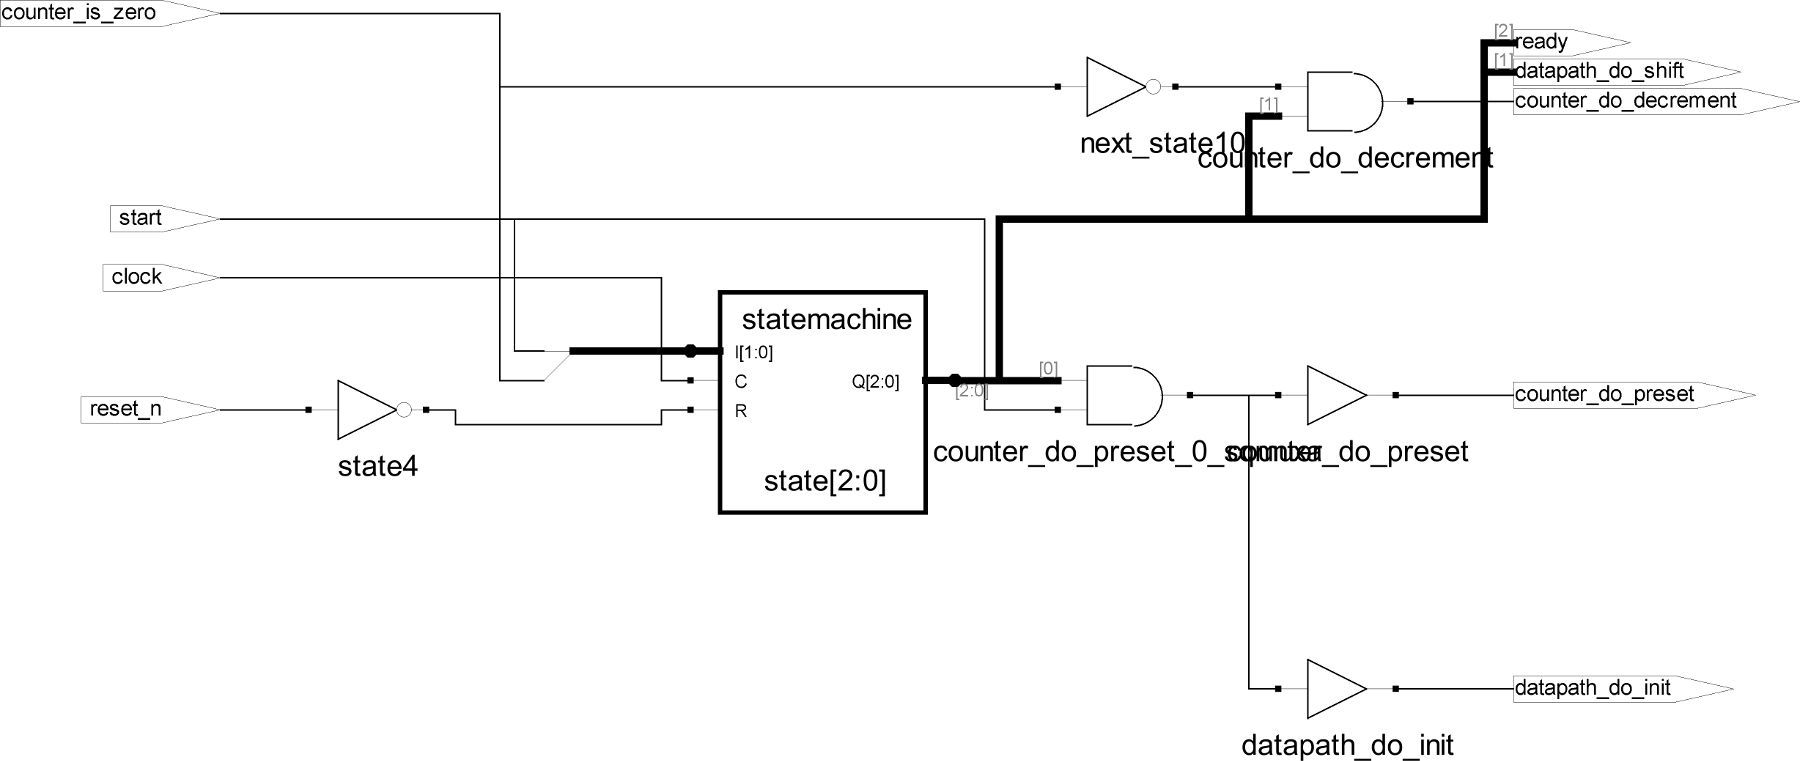 counter_is_zero
[2]
ready
[1]
datapath_do_shift
counter_do_decrement
[1]
next_state10
counter_do_decrement
start
clock
statemachine
I[1:0]
C
Q[2:0]
R
state[2:0]
reset_n
state4
[0]
[2:0]
counter_do_preset_0_sqmuxa
counter_do_preset
counter_do_preset
datapath_do_init
datapath_do_init